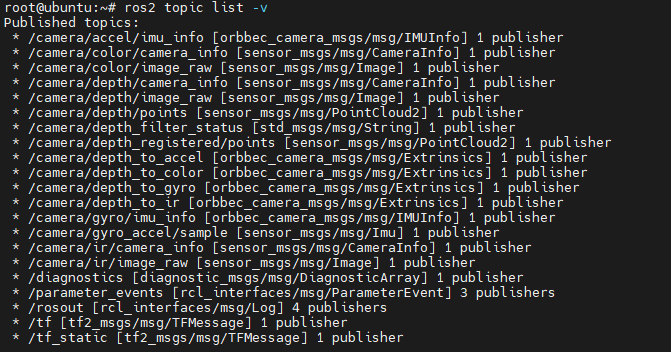 root@ubuntu:~# ros2 topic list -v
Published topics:
 * /camera/accel/imu_info [orbbec_camera_msgs/msg/IMUInfo] 1 publisher
 * /camera/color/camera_info [sensor_msgs/msg/CameraInfo] 1 publisher
 * /camera/color/image_raw [sensor_msgs/msg/Image] 1 publisher
 * /camera/depth/camera_info [sensor_msgs/msg/CameraInfo] 1 publisher
 * /camera/depth/image_raw [sensor_msgs/msg/Image] 1 publisher
 * /camera/depth/points [sensor_msgs/msg/PointCloud2] 1 publisher
 * /camera/depth_filter_status [std_msgs/msg/String] 1 publisher
 * /camera/depth_registered/points [sensor_msgs/msg/PointCloud2] 1 publisher
 * /camera/depth_to_accel [orbbec_camera_msgs/msg/Extrinsics] 1 publisher
 * /camera/depth_to_color [orbbec_camera_msgs/msg/Extrinsics] 1 publisher
 * /camera/depth_to_gyro [orbbec_camera_msgs/msg/Extrinsics] 1 publisher
 * /camera/depth_to_ir [orbbec_camera_msgs/msg/Extrinsics] 1 publisher
 * /camera/gyro/imu_info [orbbec_camera_msgs/msg/IMUInfo] 1 publisher
 * /camera/gyro_accel/sample [sensor_msgs/msg/Imu] 1 publisher
 * /camera/ir/camera_info [sensor_msgs/msg/CameraInfo] 1 publisher
 * /camera/ir/image_raw [sensor_msgs/msg/Image] 1 publisher
 * /diagnostics [diagnostic_msgs/msg/DiagnosticArray] 1 publisher
 * /parameter_events [rcl_interfaces/msg/ParameterEvent] 3 publishers
 * /rosout [rcl_interfaces/msg/Log] 4 publishers
 * /tf [tf2_msgs/msg/TFMessage] 1 publisher
 * /tf_static [tf2_msgs/msg/TFMessage] 1 publisher